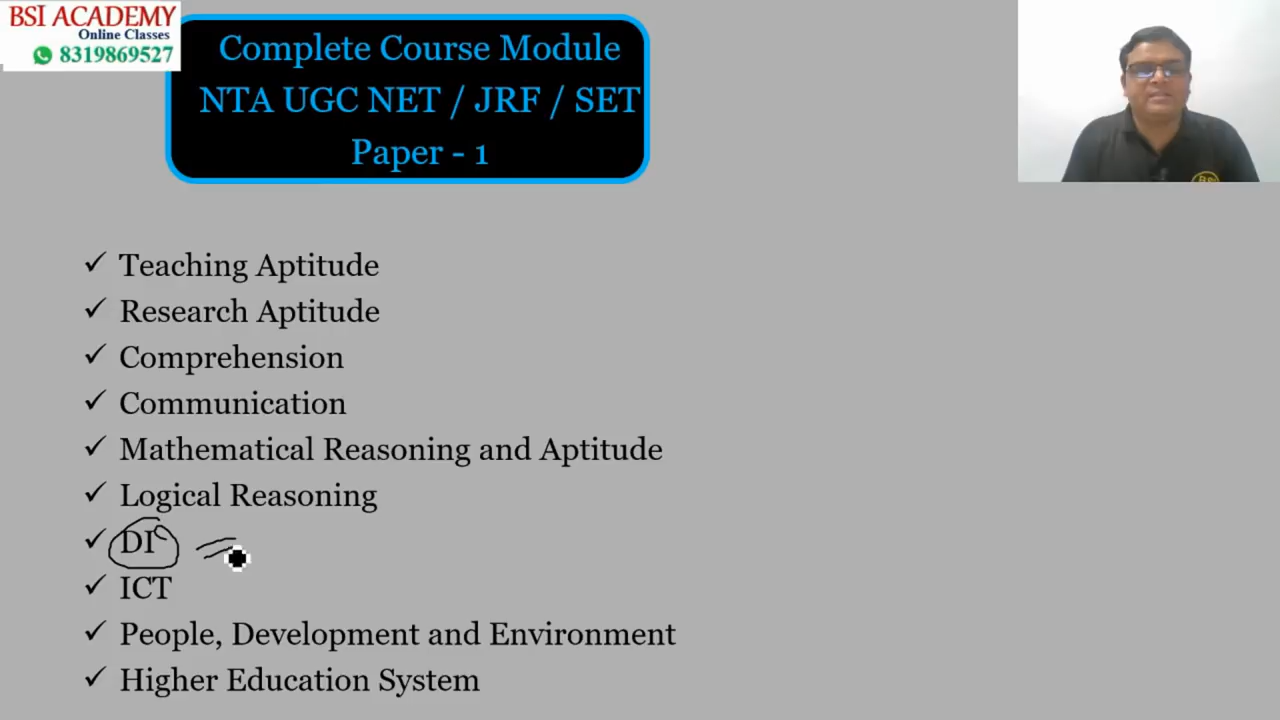 BSI ACADEMY
Online Classes
8319869527
Complete Course Module
NTA UGC NET / JRF / SET
Paper - 1
✓ Teaching Aptitude
✓ Research Aptitude
✓ Comprehension
✓ Communication
✓ Mathematical Reasoning and Aptitude
✓ Logical Reasoning
✓ DI
✓ ICT
✓ People, Development and Environment
✓ Higher Education System
BSI